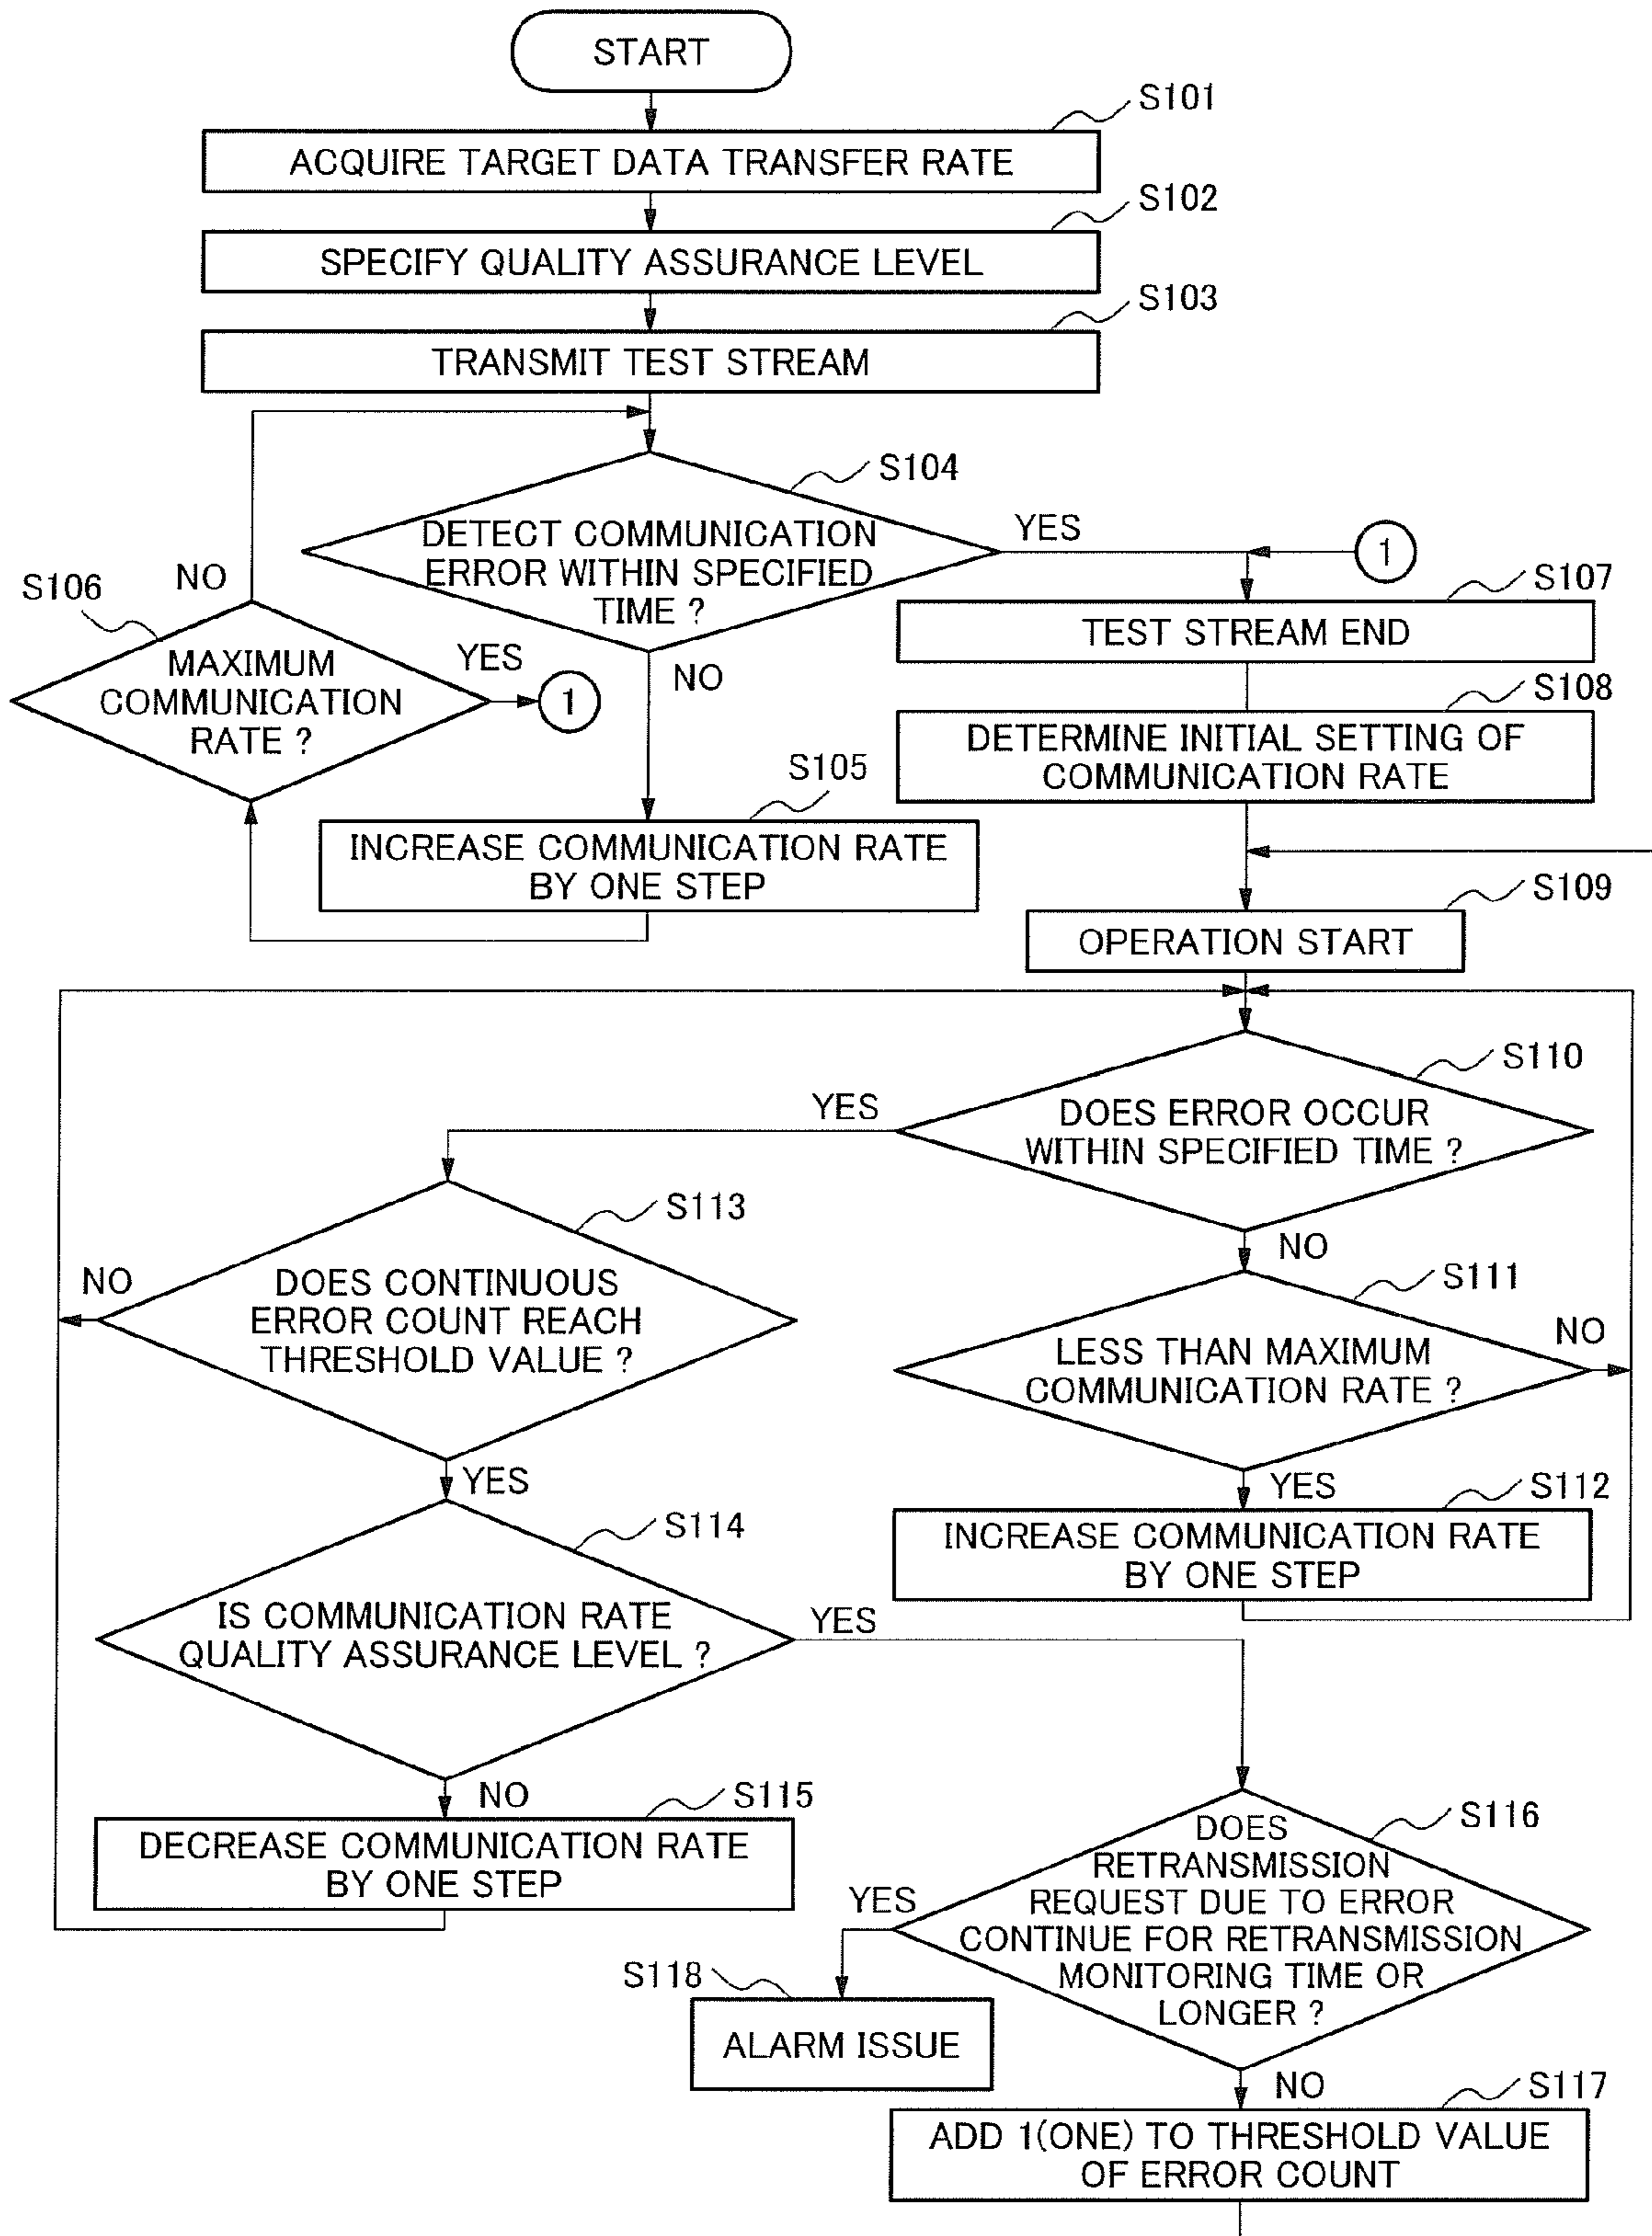 START
S101
ACQUIRE TARGET DATA TRANSFER RATE
S102
SPECIFY QUALITY ASSURANCE LEVEL
S103
TRANSMIT TEST STREAM
S104
DETECT COMMUNICATION
ERROR WITHIN SPECIFIED
TIME ?
YES
1
NO
S106
NO
MAXIMUM
COMMUNICATION
RATE ?
YES
1
S105
INCREASE COMMUNICATION RATE
BY ONE STEP
S107
TEST STREAM END
S108
DETERMINE INITIAL SETTING OF
COMMUNICATION RATE
S109
OPERATION START
S110
DOES ERROR OCCUR
WITHIN SPECIFIED TIME ?
YES
NO
S111
LESS THAN MAXIMUM
COMMUNICATION RATE ?
NO
YES
S112
INCREASE COMMUNICATION RATE
BY ONE STEP
S113
DOES CONTINUOUS
ERROR COUNT REACH
THRESHOLD VALUE ?
NO
YES
S114
IS COMMUNICATION RATE
QUALITY ASSURANCE LEVEL ?
YES
NO
S115
DECREASE COMMUNICATION RATE
BY ONE STEP
S116
DOES
RETRANSMISSION
REQUEST DUE TO ERROR
CONTINUE FOR RETRANSMISSION
MONITORING TIME OR
LONGER ?
YES
S118
ALARM ISSUE
NO
S117
ADD 1(ONE) TO THRESHOLD VALUE
OF ERROR COUNT